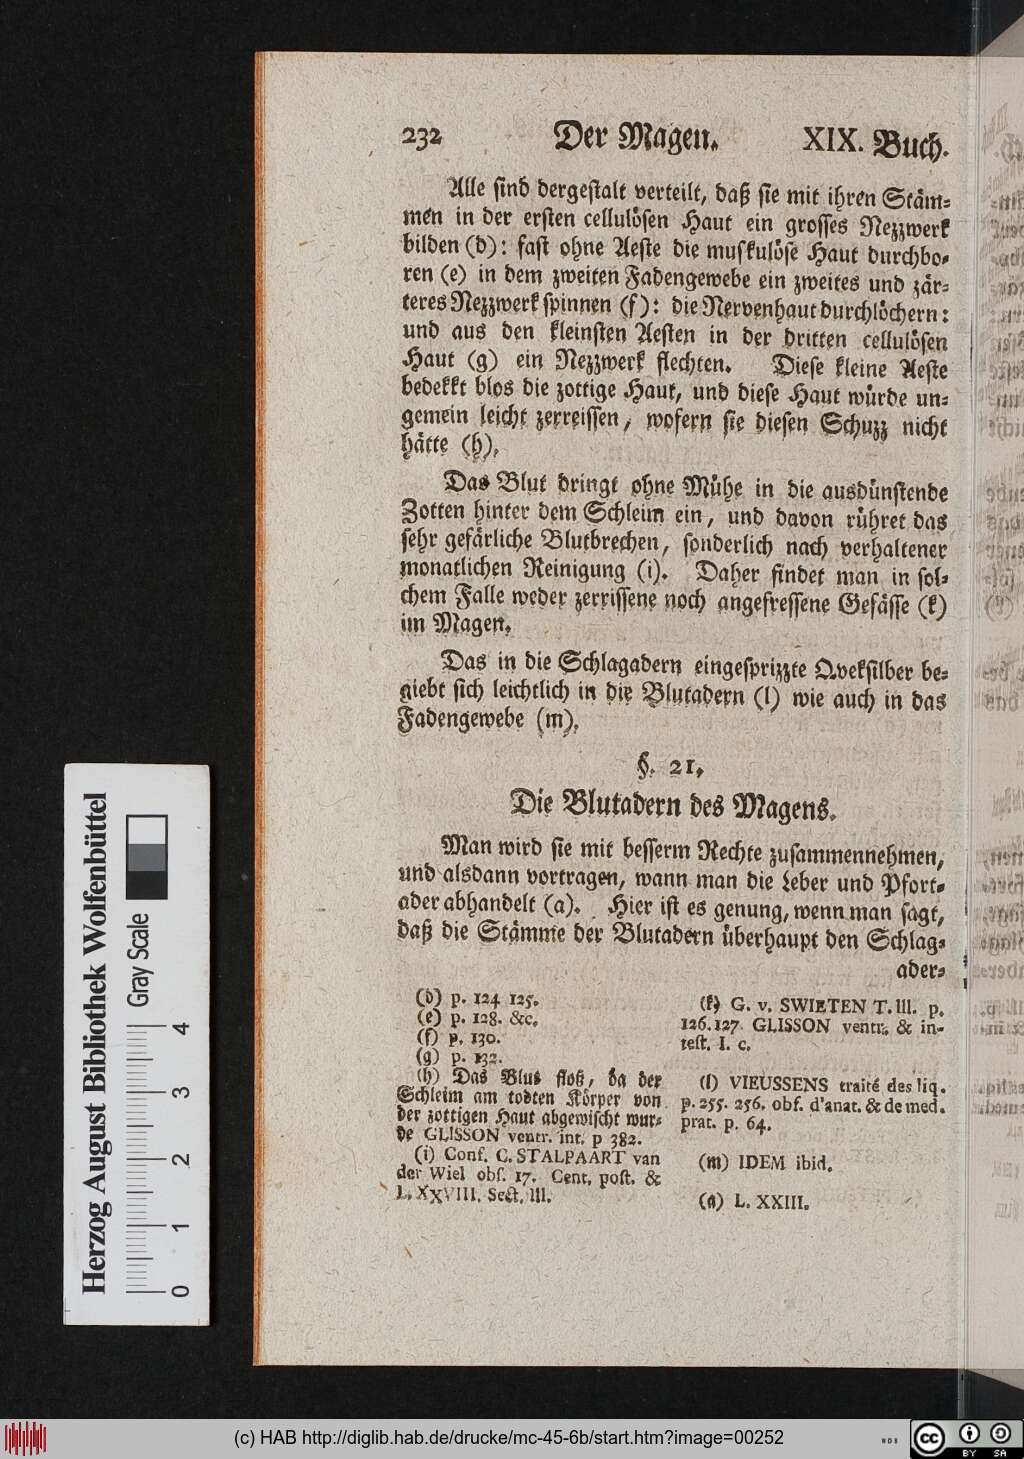 232 Der Magen. XIX. Buch.
Alle sind dergestalt verteilt, daß sie mit ihren Stäm-
men in der ersten cellulösen Haut ein grosses Nezzwerk
bilden (d): fast ohne Aeste die muskulöse Haut durchbo-
ren (e) in dem zweiten Fadengewebe ein zweites und zär-
teres Nezzwerk spinnen (f): die Nervenhaut durchlöchern:
und aus den kleinsten Aesten in der dritten cellulösen
Haut (g) ein Nezzwerk flechten. Diese kleine Aeste
bedekkt blos die zottige Haut, und diese Haut würde un-
gemein leicht zerreissen, wofern sie diesen Schuzz nicht
hätte (h).
Das Blut dringt ohne Mühe in die ausdünstende
Zotten hinter dem Schleim ein, und davon rühret das
sehr gefärliche Blutbrechen, sonderlich nach verhaltener
monatlichen Reinigung (i). Daher findet man in sol-
chem Falle weder zerrissene noch angefressene Gefässe (k)
im Magen.
Das in die Schlagadern eingesprizzte Qveksilber be-
giebt sich leichtlich in die Blutadern (l) wie auch in das
Fadengewebe (m).
§. 21.
Die Blutadern des Magens.
Man wird sie mit besserm Rechte zusammennehmen,
und alsdann vortragen, wann man die Leber und Pfort-
ader abhandelt (a). Hier ist es genung, wenn man sagt,
daß die Stämme der Blutadern überhaupt den Schlag-
ader-
(d) p. 124 125.
(e) p. 128. &c.
(f) p. 130.
(g) p. 132.
(h) Das Blut floß, da der
Schleim am todten Körper von
der zottigen Haut abgewischt wur-
de GLISSON ventr. int. p 382.
(i) Conf. C. STALPAART van
der Wiel obs. 17. Cent. post. &
L. XXVIII. Sect. III.
(k) G. v. SWIETEN T. III. p.
126. 127 GLISSON ventr. & in-
test. l. c.
(l) VIEUSSENS traité des liq.
p. 255. 256. obs. d'anat. & de med.
prat. p. 64.
(m) IDEM ibid.
(a) L. XXIII.
Herzog August Bibliothek Wolfenbüttel
Gray Scale
0 1 2 3 4
(c) HAB http://diglib.hab.de/drucke/mc-45-6b/start.htm?image=00252
WDB
cc BY SA